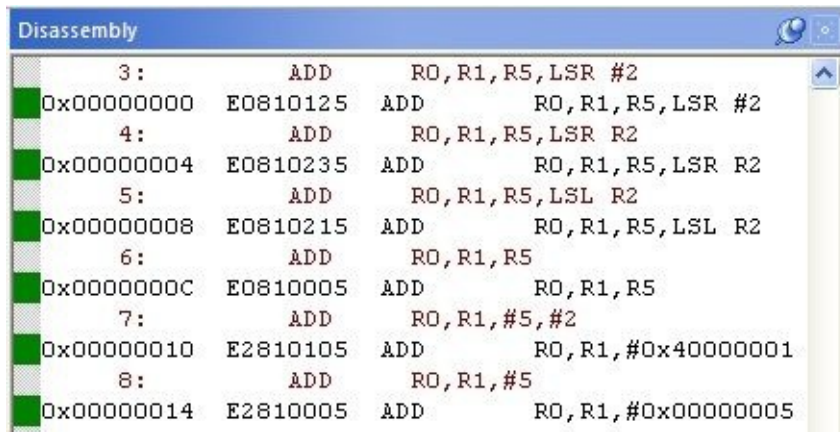 Disassembly
3: ADD R0,R1,R5,LSR #2
0x00000000 E0810125 ADD R0,R1,R5,LSR #2
4: ADD R0,R1,R5,LSR R2
0x00000004 E0810235 ADD R0,R1,R5,LSR R2
5: ADD R0,R1,R5,LSL R2
0x00000008 E0810215 ADD R0,R1,R5,LSL R2
6: ADD R0,R1,R5
0x0000000C E0810005 ADD R0,R1,R5
7: ADD R0,R1,#5,#2
0x00000010 E2810105 ADD R0,R1,#0x40000001
8: ADD R0,R1,#5
0x00000014 E2810005 ADD R0,R1,#0x00000005